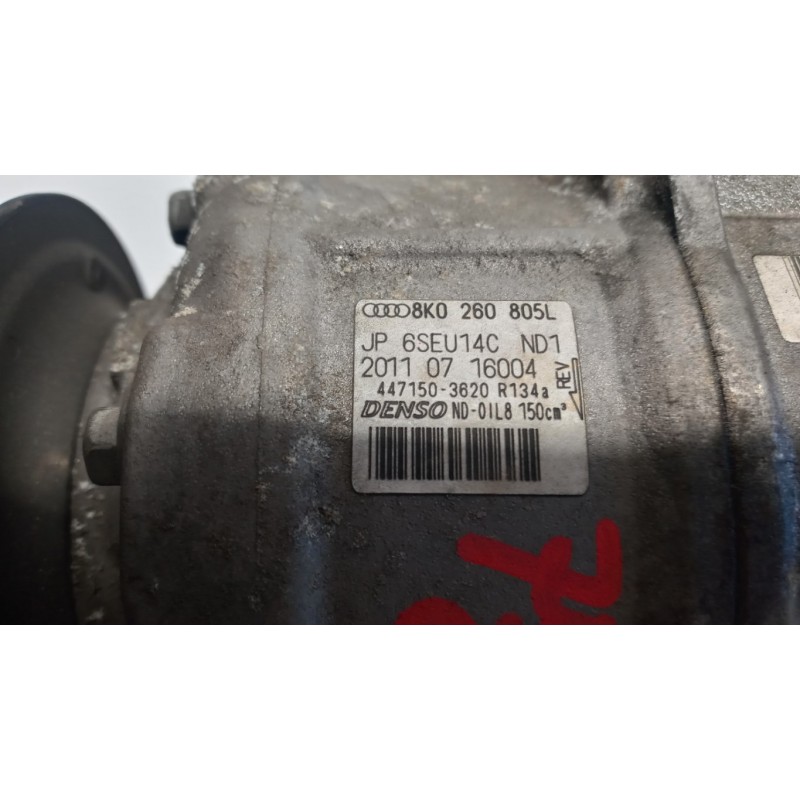 8K0 260 805L
JP 6SEU14C ND1
2011 07 16004
REV
447150-3620 R134a
DENSO ND-OIL8 150cm³